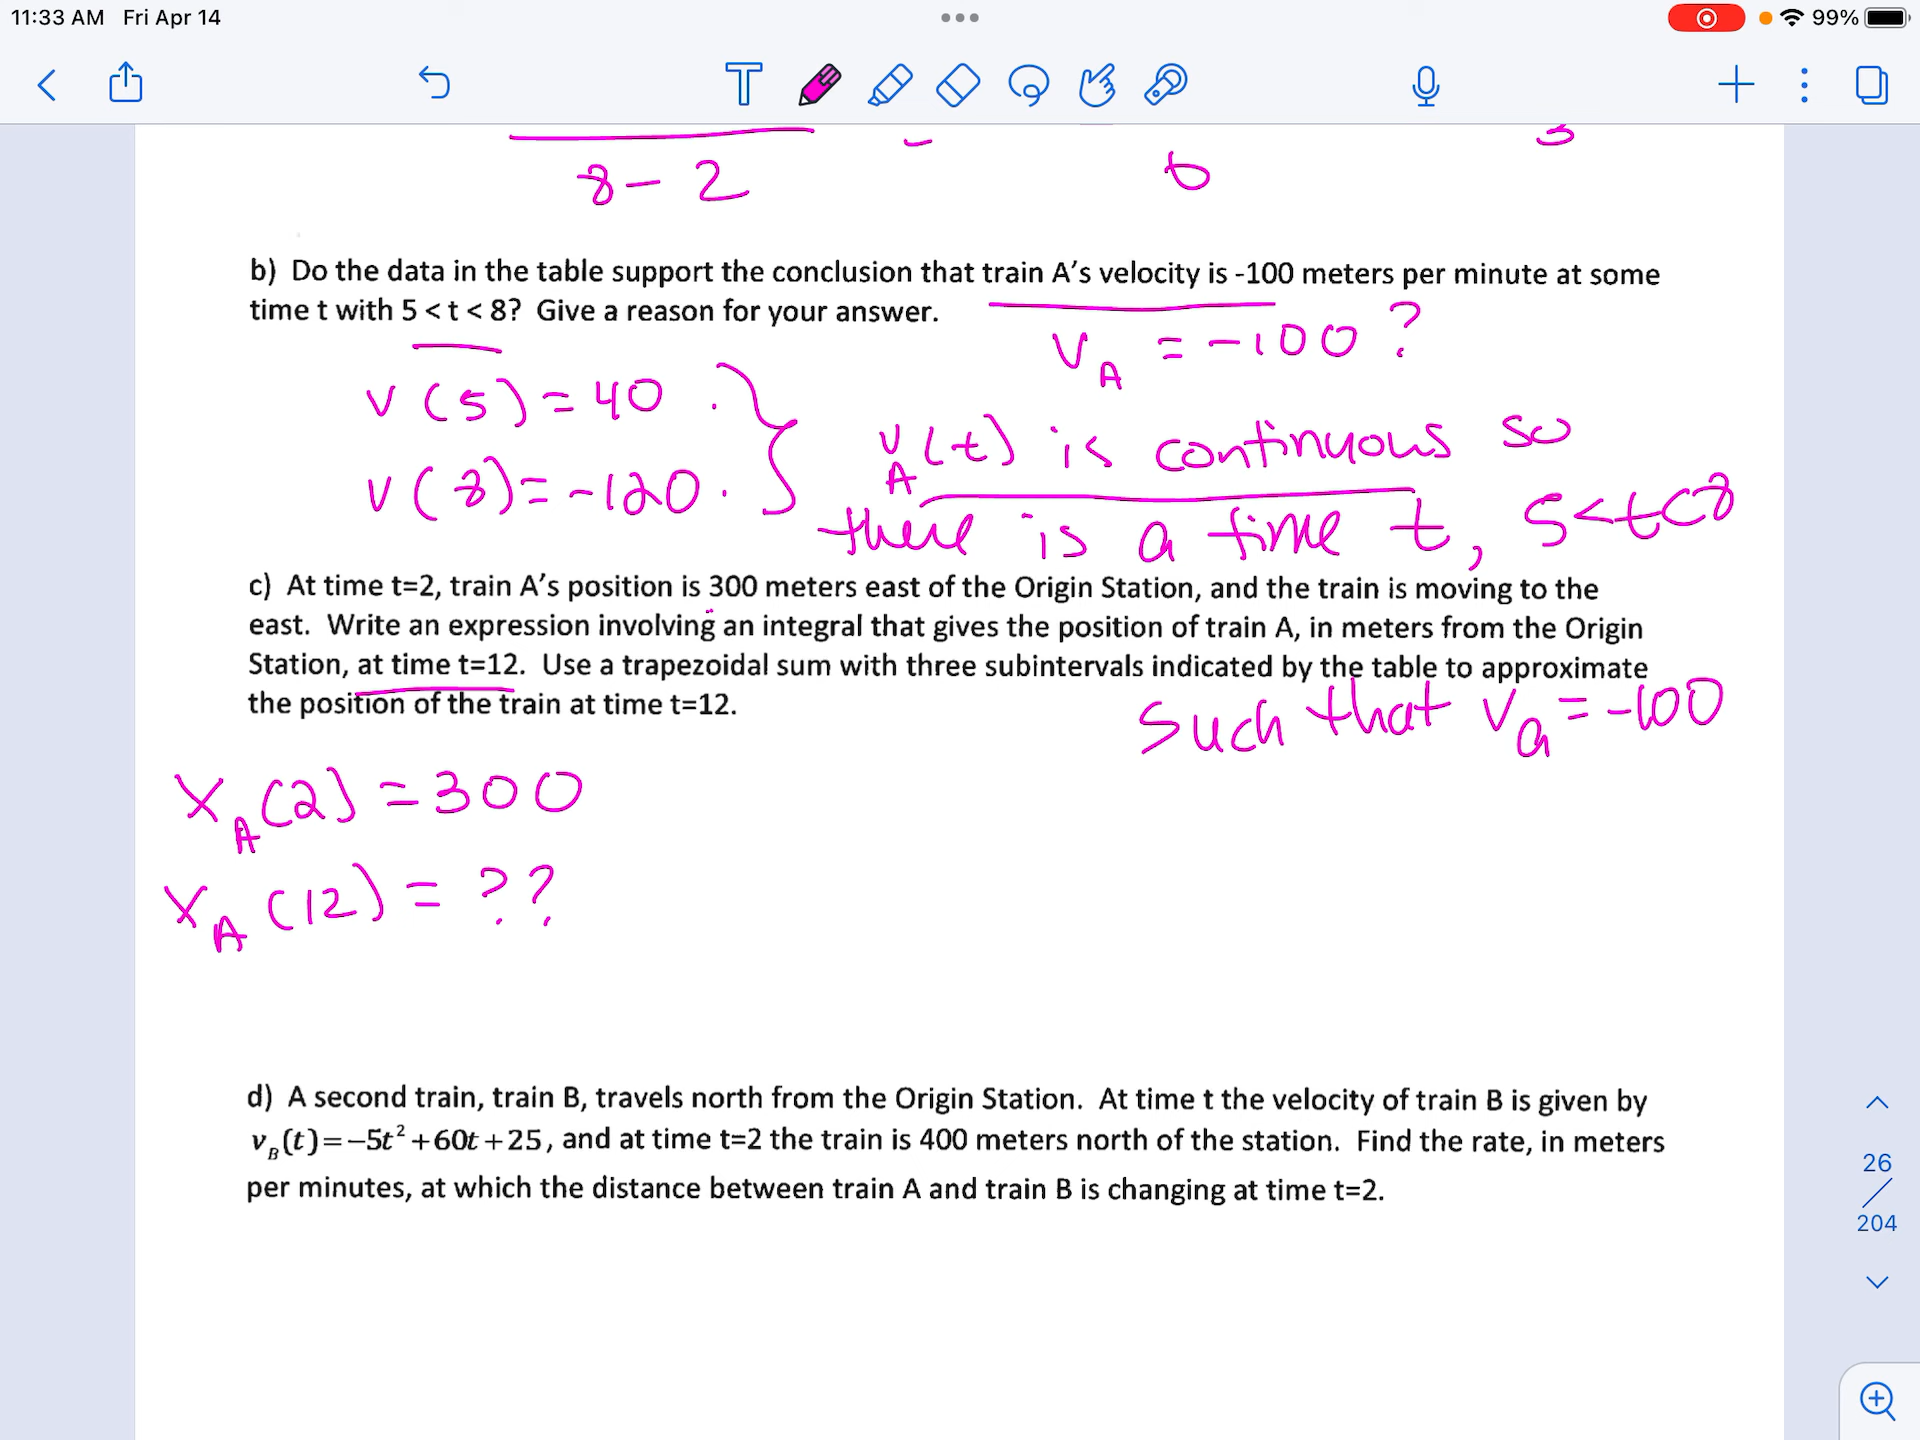 11:33 AM Fri Apr 14
99%
T
8 - 2
6
3
b) Do the data in the table support the conclusion that train A's velocity is -100 meters per minute at some
time t with 5 < t < 8? Give a reason for your answer.
v_A = -100 ?
v(5) = 40
v(8) = -120
v_A(t) is continuous so
there is a time t, 5<t<8
c) At time t=2, train A's position is 300 meters east of the Origin Station, and the train is moving to the
east. Write an expression involving an integral that gives the position of train A, in meters from the Origin
Station, at time t=12. Use a trapezoidal sum with three subintervals indicated by the table to approximate
the position of the train at time t=12.
such that v_a = -100
x_A(2) = 300
x_A(12) = ??
d) A second train, train B, travels north from the Origin Station. At time t the velocity of train B is given by
v_B(t)=−5t²+60t+25, and at time t=2 the train is 400 meters north of the station. Find the rate, in meters
per minutes, at which the distance between train A and train B is changing at time t=2.
26
/
204